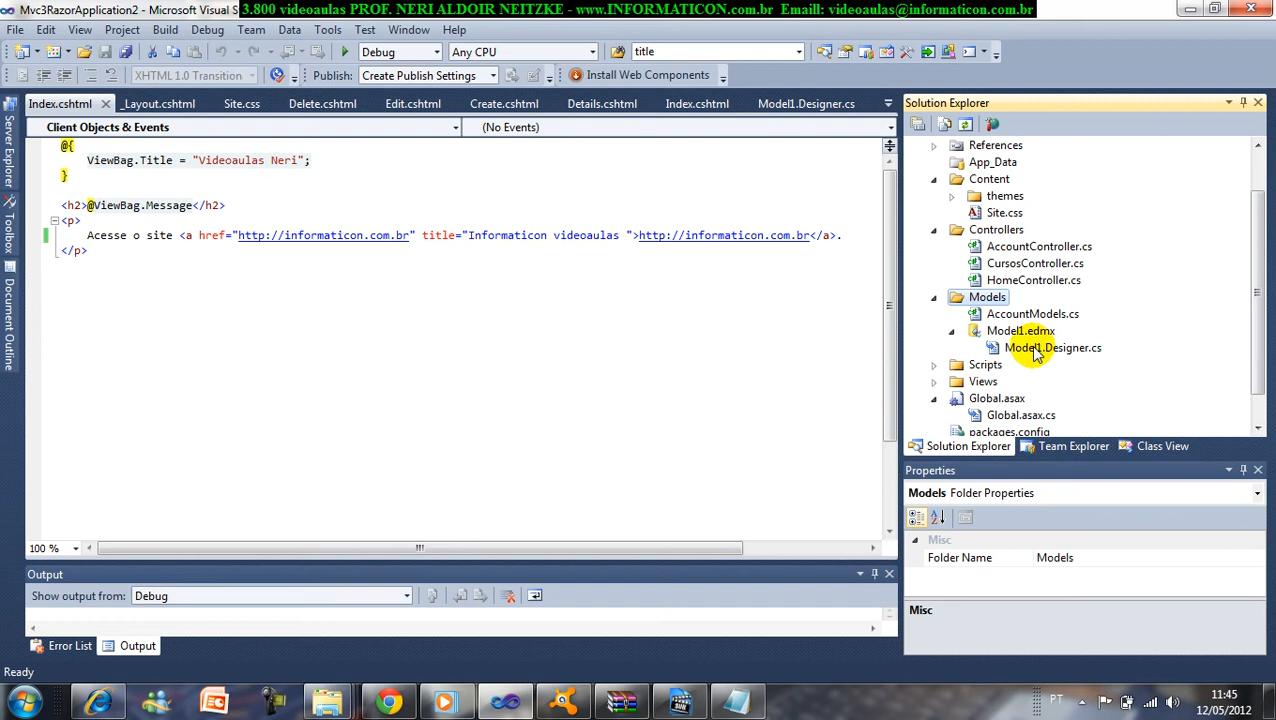 Mvc3RazorApplication2 - Microsoft Visual S
3.800 videoaulas PROF. NERI ALDOIR NEITZKE - www.INFORMATICON.com.br Emaill: videoaulas@informaticon.com.br
File Edit View Project Build Debug Team Data Tools Test Window Help
Debug Any CPU title
XHTML 1.0 Transition Publish: Create Publish Settings Install Web Components
Index.cshtml _Layout.cshtml Site.css Delete.cshtml Edit.cshtml Create.cshtml Details.cshtml Index.cshtml Model1.Designer.cs
Client Objects & Events (No Events)
@{
ViewBag.Title = "Videoaulas Neri";
}
<h2>@ViewBag.Message</h2>
<p>
Acesse o site <a href="http://informaticon.com.br" title="Informaticon videoaulas ">http://informaticon.com.br</a>.
</p>
100 %
Server Explorer
Toolbox
Document Outline
Output
Show output from: Debug
Error List Output
Ready
Solution Explorer
References
App_Data
Content
themes
Site.css
Controllers
AccountController.cs
CursosController.cs
HomeController.cs
Models
AccountModels.cs
Model1.edmx
Model1.Designer.cs
Scripts
Views
Global.asax
Global.asax.cs
packages.config
Solution Explorer Team Explorer Class View
Properties
Models Folder Properties
Misc
Folder Name Models
Misc
PT 11:45
12/05/2012